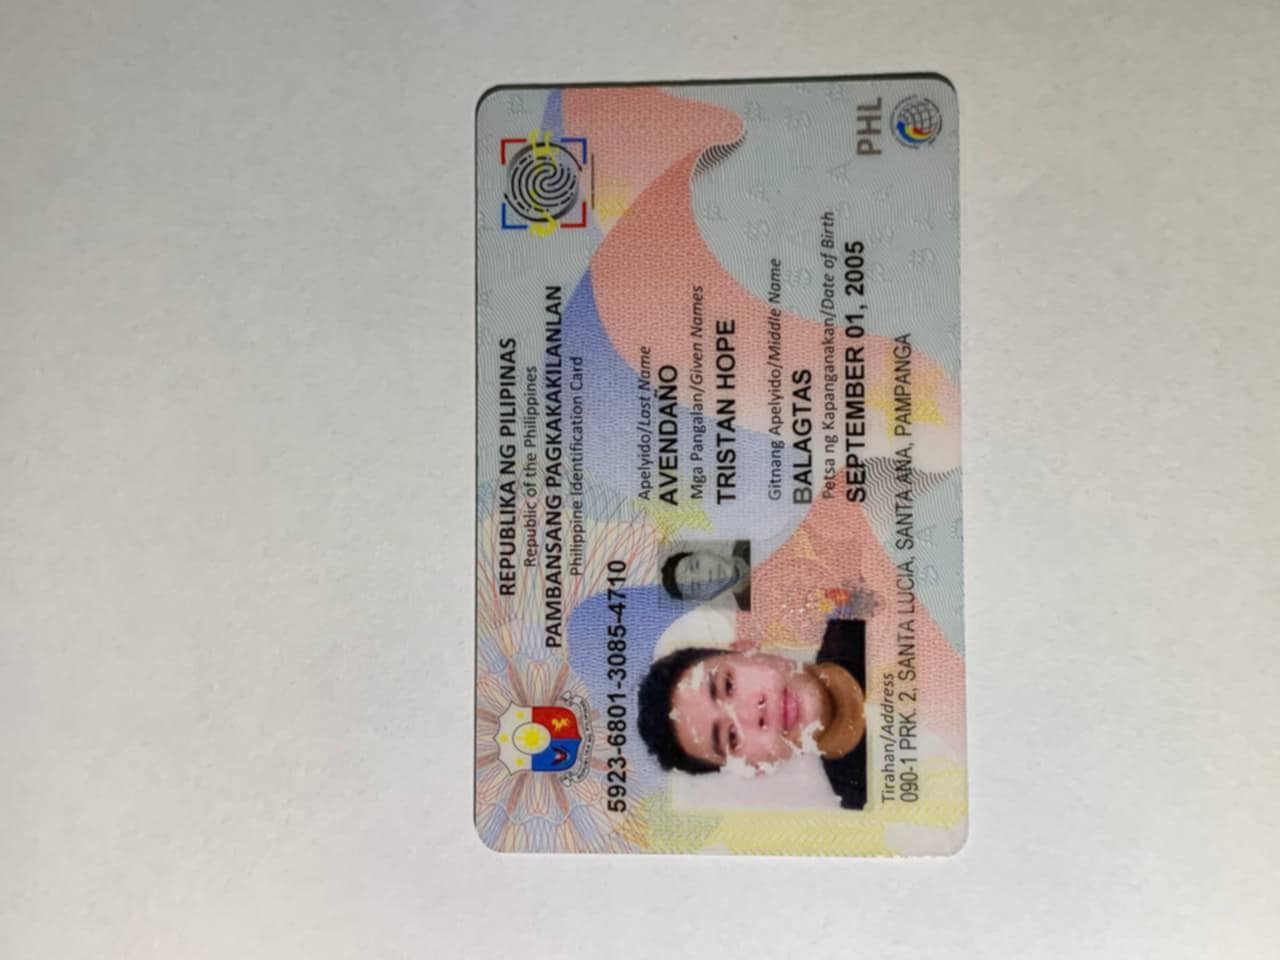 REPUBLIKA NG PILIPINAS
Republic of the Philippines
PAMBANSANG PAGKAKAKILANLAN
Philippine Identification Card
5923-6801-3085-4710
Apelyido/Last Name
AVENDAÑO
Mga Pangalan/Given Names
TRISTAN HOPE
Gitnang Apelyido/Middle Name
BALAGTAS
Petsa ng Kapanganakan/Date of Birth
SEPTEMBER 01, 2005
Tirahan/Address
090-1 PRK. 2, SANTA LUCIA, SANTA ANA, PAMPANGA
PHL